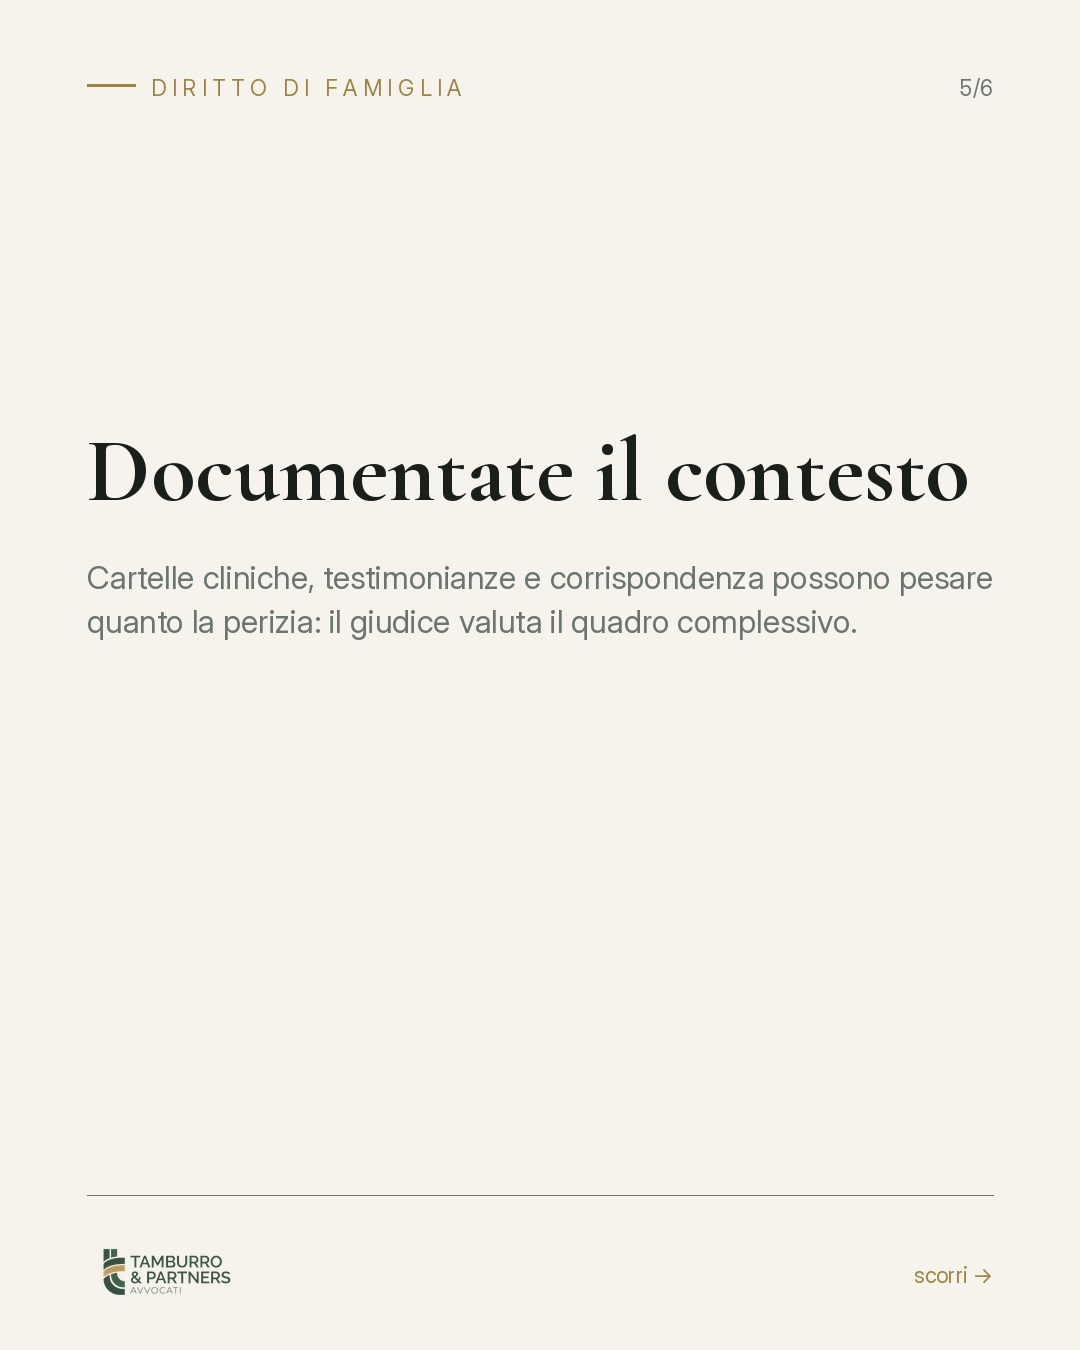 DIRITTO DI FAMIGLIA
5/6
Documentate il contesto
Cartelle cliniche, testimonianze e corrispondenza possono pesare
quanto la perizia: il giudice valuta il quadro complessivo.
TAMBURRO
& PARTNERS
AVVOCATI
scorri →